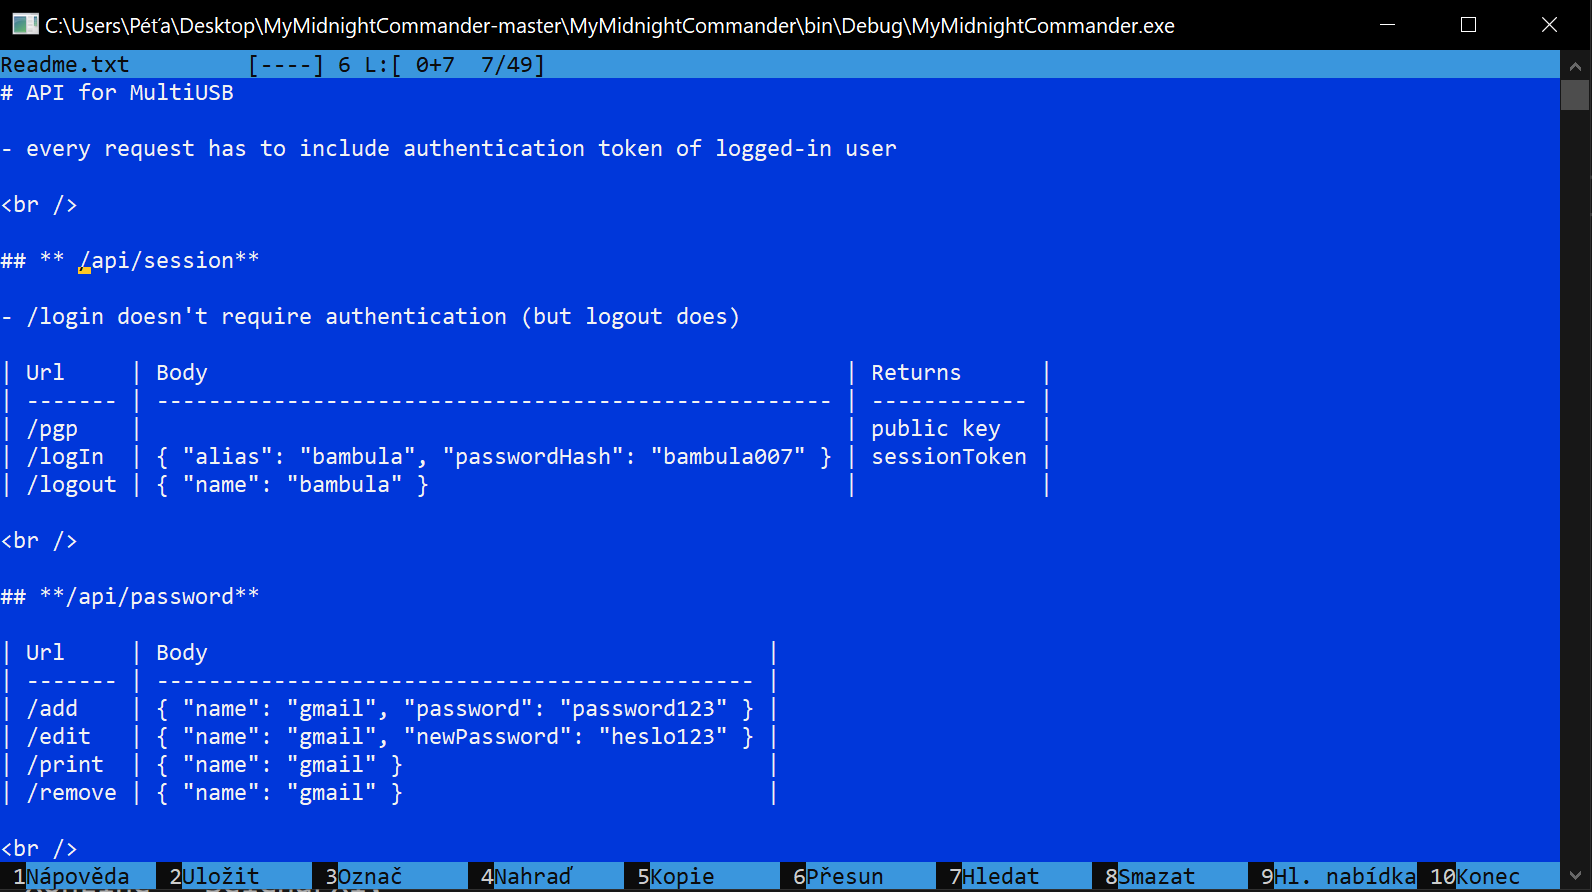 C:\Users\Péťa\Desktop\MyMidnightCommander-master\MyMidnightCommander\bin\Debug\MyMidnightCommander.exe
Readme.txt         [----] 6 L:[ 0+7  7/49]
# API for MultiUSB
- every request has to include authentication token of logged-in user
<br />
## ** /api/session**
- /login doesn't require authentication (but logout does)
| Url     | Body                                                 | Returns      |
| ------- | ---------------------------------------------------- | ------------ |
| /pgp    |                                                      | public key   |
| /logIn  | { "alias": "bambula", "passwordHash": "bambula007" } | sessionToken |
| /logout | { "name": "bambula" }                                |              |
<br />
## **/api/password**
| Url     | Body                                           |
| ------- | ---------------------------------------------- |
| /add    | { "name": "gmail", "password": "password123" } |
| /edit   | { "name": "gmail", "newPassword": "heslo123" } |
| /print  | { "name": "gmail" }                            |
| /remove | { "name": "gmail" }                            |
<br />
1Nápověda 2Uložit 3Označ 4Nahraď 5Kopie 6Přesun 7Hledat 8Smazat 9Hl. nabídka 10Konec